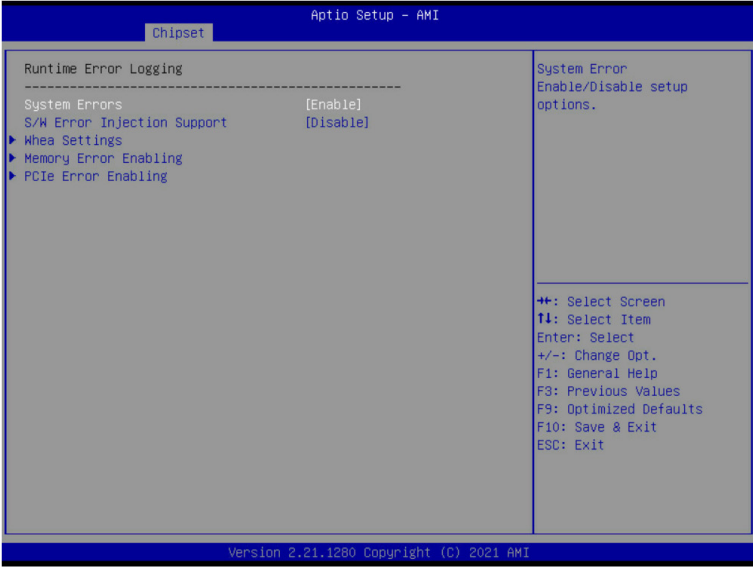 Aptio Setup – AMI
Chipset
Runtime Error Logging
--------------------------------------------------
System Errors [Enable]
S/W Error Injection Support [Disable]
Whea Settings
Memory Error Enabling
PCIe Error Enabling
System Error
Enable/Disable setup
options.
→←: Select Screen
↑↓: Select Item
Enter: Select
+/-: Change Opt.
F1: General Help
F3: Previous Values
F9: Optimized Defaults
F10: Save & Exit
ESC: Exit
Version 2.21.1280 Copyright (C) 2021 AMI